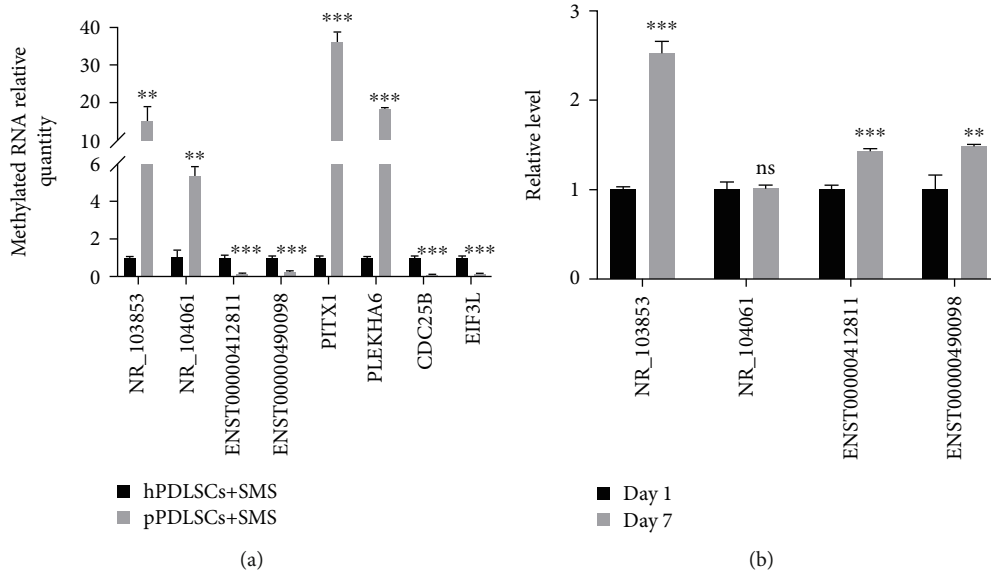 Methylated RNA relative
quantity
40
30
20
10
6
4
2
0
**
**
***
***
***
***
***
***
NR_103853
NR_104061
ENST00000412811
ENST00000490098
PITX1
PLEKHA6
CDC25B
EIF3L
hPDLSCs+SMS
pPDLSCs+SMS
(a)
Relative level
3
2
1
0
***
ns
***
**
NR_103853
NR_104061
ENST00000412811
ENST00000490098
Day 1
Day 7
(b)